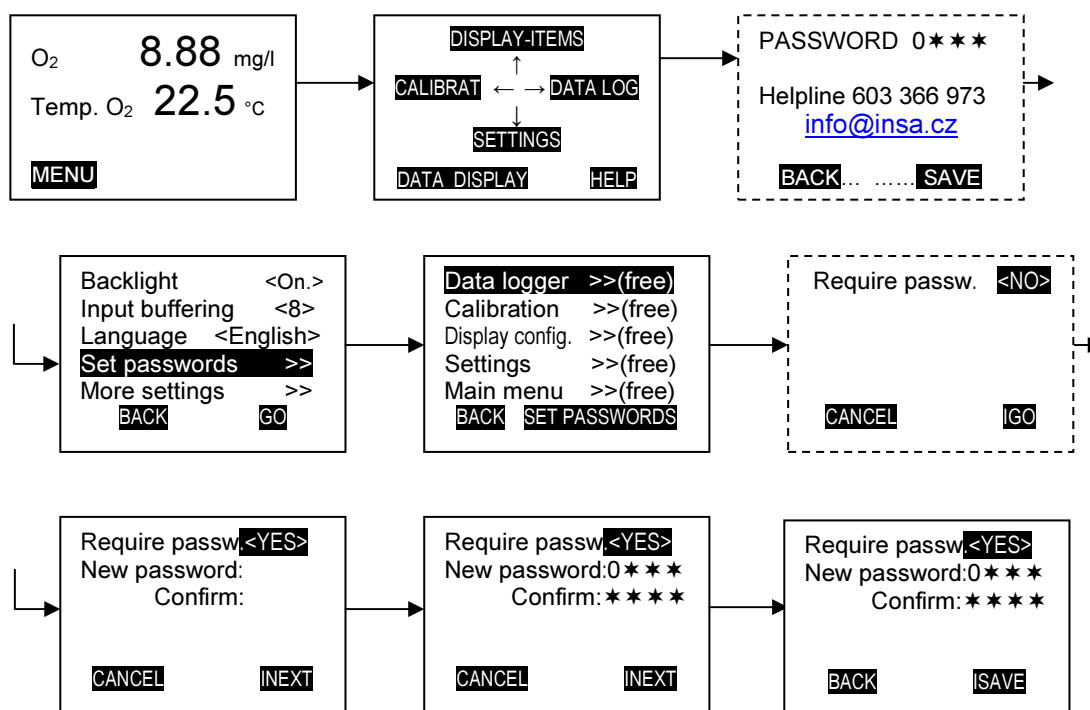 O2 8.88 mg/l
Temp. O2 22.5 °C
MENU
DISPLAY-ITEMS
↑
CALIBRAT ← → DATA LOG
↓
SETTINGS
DATA DISPLAY HELP
PASSWORD 0✶✶✶
Helpline 603 366 973
info@insa.cz
BACK... ......SAVE
Backlight <On.>
Input buffering <8>
Language <English>
Set passwords >>
More settings >>
BACK GO
Data logger >>(free)
Calibration >>(free)
Display config. >>(free)
Settings >>(free)
Main menu >>(free)
BACK SET PASSWORDS
Require passw. <NO>
CANCEL IGO
Require passw.<YES>
New password:
Confirm:
CANCEL INEXT
Require passw.<YES>
New password:0✶✶✶
Confirm:✶✶✶✶
CANCEL INEXT
Require passw.<YES>
New password:0✶✶✶
Confirm:✶✶✶✶
BACK ISAVE